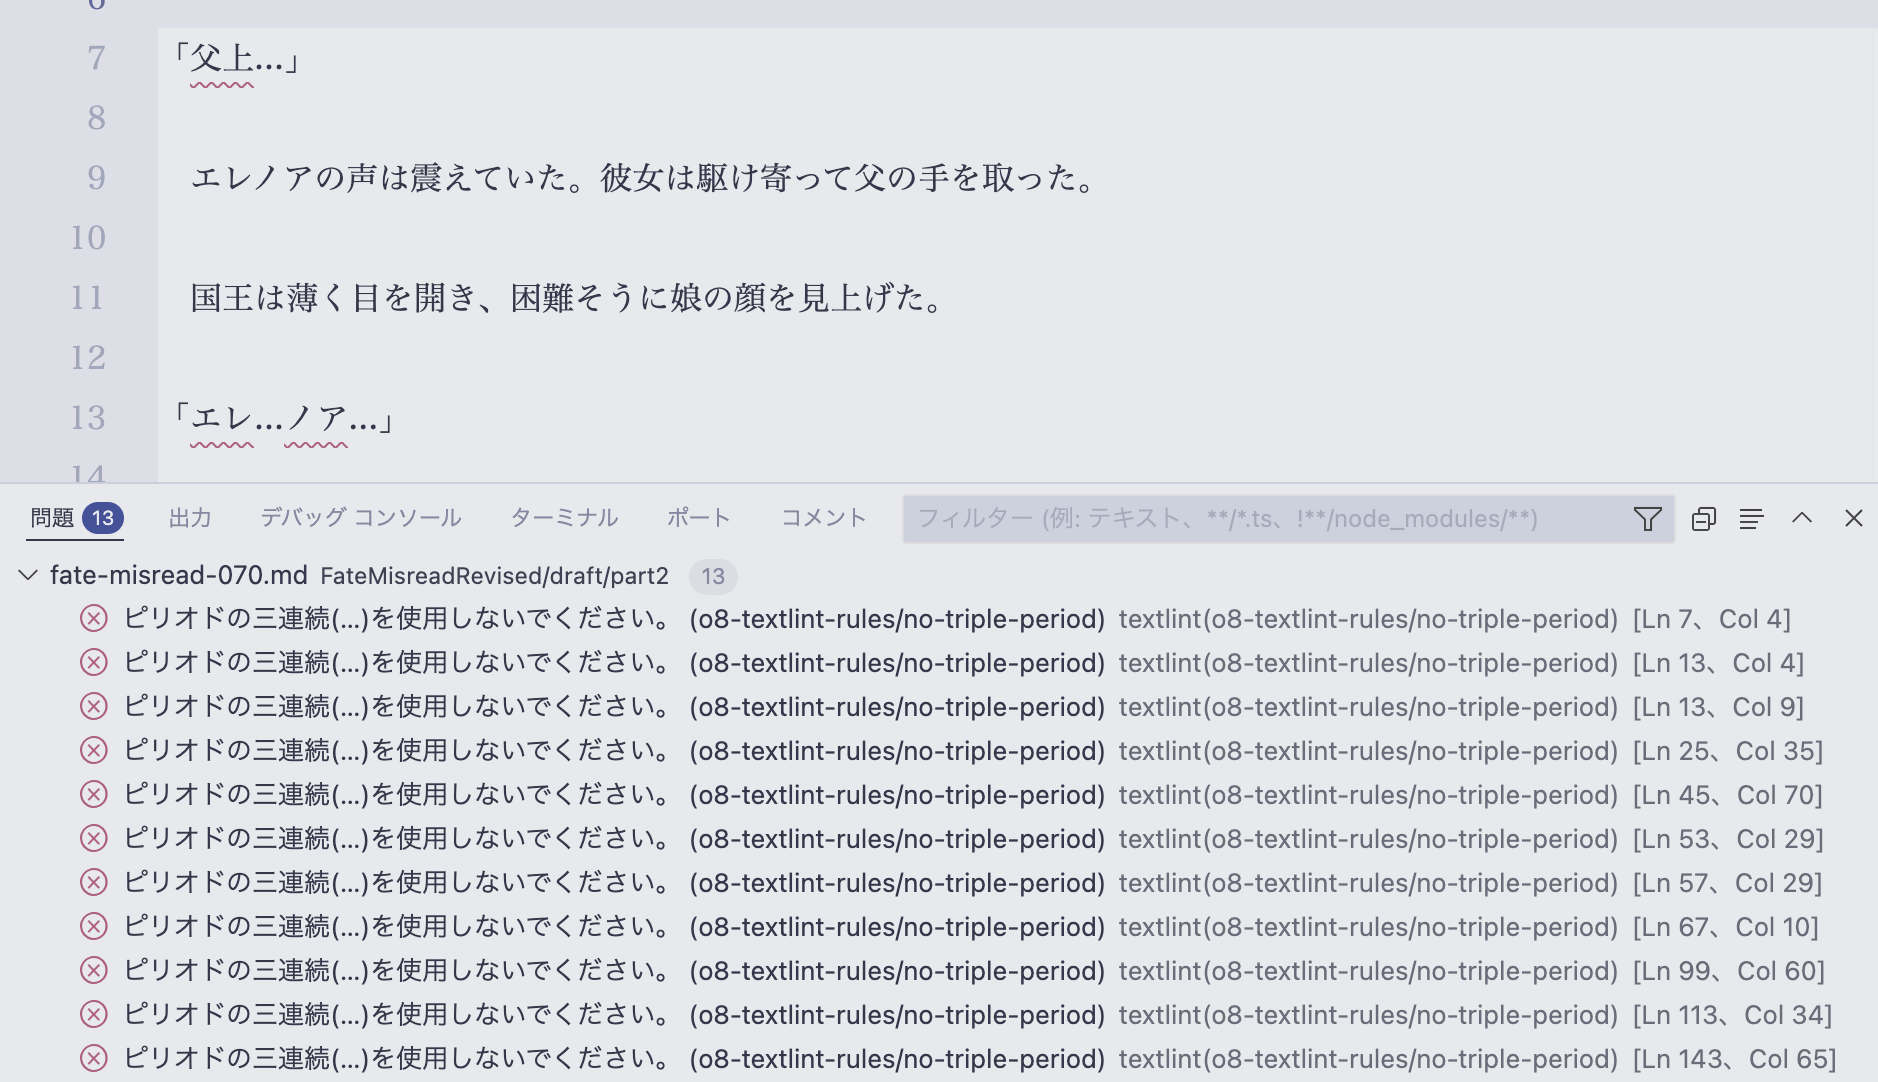 6
7 「父上...」
8
9 　エレノアの声は震えていた。彼女は駆け寄って父の手を取った。
10
11 　国王は薄く目を開き、困難そうに娘の顔を見上げた。
12
13 「エレ...ノア...」
14
問題 13 出力 デバッグ コンソール ターミナル ポート コメント フィルター (例: テキスト、**/*.ts、!**/node_modules/**)
fate-misread-070.md FateMisreadRevised/draft/part2 13
ピリオドの三連続(...)を使用しないでください。 (o8-textlint-rules/no-triple-period) textlint(o8-textlint-rules/no-triple-period) [Ln 7、Col 4]
ピリオドの三連続(...)を使用しないでください。 (o8-textlint-rules/no-triple-period) textlint(o8-textlint-rules/no-triple-period) [Ln 13、Col 4]
ピリオドの三連続(...)を使用しないでください。 (o8-textlint-rules/no-triple-period) textlint(o8-textlint-rules/no-triple-period) [Ln 13、Col 9]
ピリオドの三連続(...)を使用しないでください。 (o8-textlint-rules/no-triple-period) textlint(o8-textlint-rules/no-triple-period) [Ln 25、Col 35]
ピリオドの三連続(...)を使用しないでください。 (o8-textlint-rules/no-triple-period) textlint(o8-textlint-rules/no-triple-period) [Ln 45、Col 70]
ピリオドの三連続(...)を使用しないでください。 (o8-textlint-rules/no-triple-period) textlint(o8-textlint-rules/no-triple-period) [Ln 53、Col 29]
ピリオドの三連続(...)を使用しないでください。 (o8-textlint-rules/no-triple-period) textlint(o8-textlint-rules/no-triple-period) [Ln 57、Col 29]
ピリオドの三連続(...)を使用しないでください。 (o8-textlint-rules/no-triple-period) textlint(o8-textlint-rules/no-triple-period) [Ln 67、Col 10]
ピリオドの三連続(...)を使用しないでください。 (o8-textlint-rules/no-triple-period) textlint(o8-textlint-rules/no-triple-period) [Ln 99、Col 60]
ピリオドの三連続(...)を使用しないでください。 (o8-textlint-rules/no-triple-period) textlint(o8-textlint-rules/no-triple-period) [Ln 113、Col 34]
ピリオドの三連続(...)を使用しないでください。 (o8-textlint-rules/no-triple-period) textlint(o8-textlint-rules/no-triple-period) [Ln 143、Col 65]